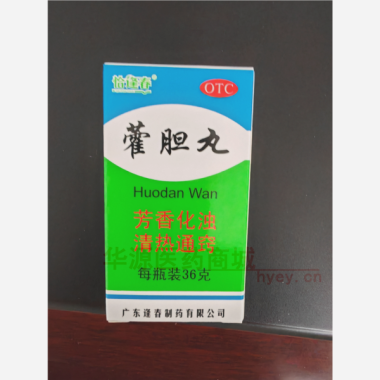 OTC
藿胆丸
Huodan Wan
芳香化浊
清热通窍
华源医药商城
hyey.cn
每瓶装36克
广东逢春制药有限公司